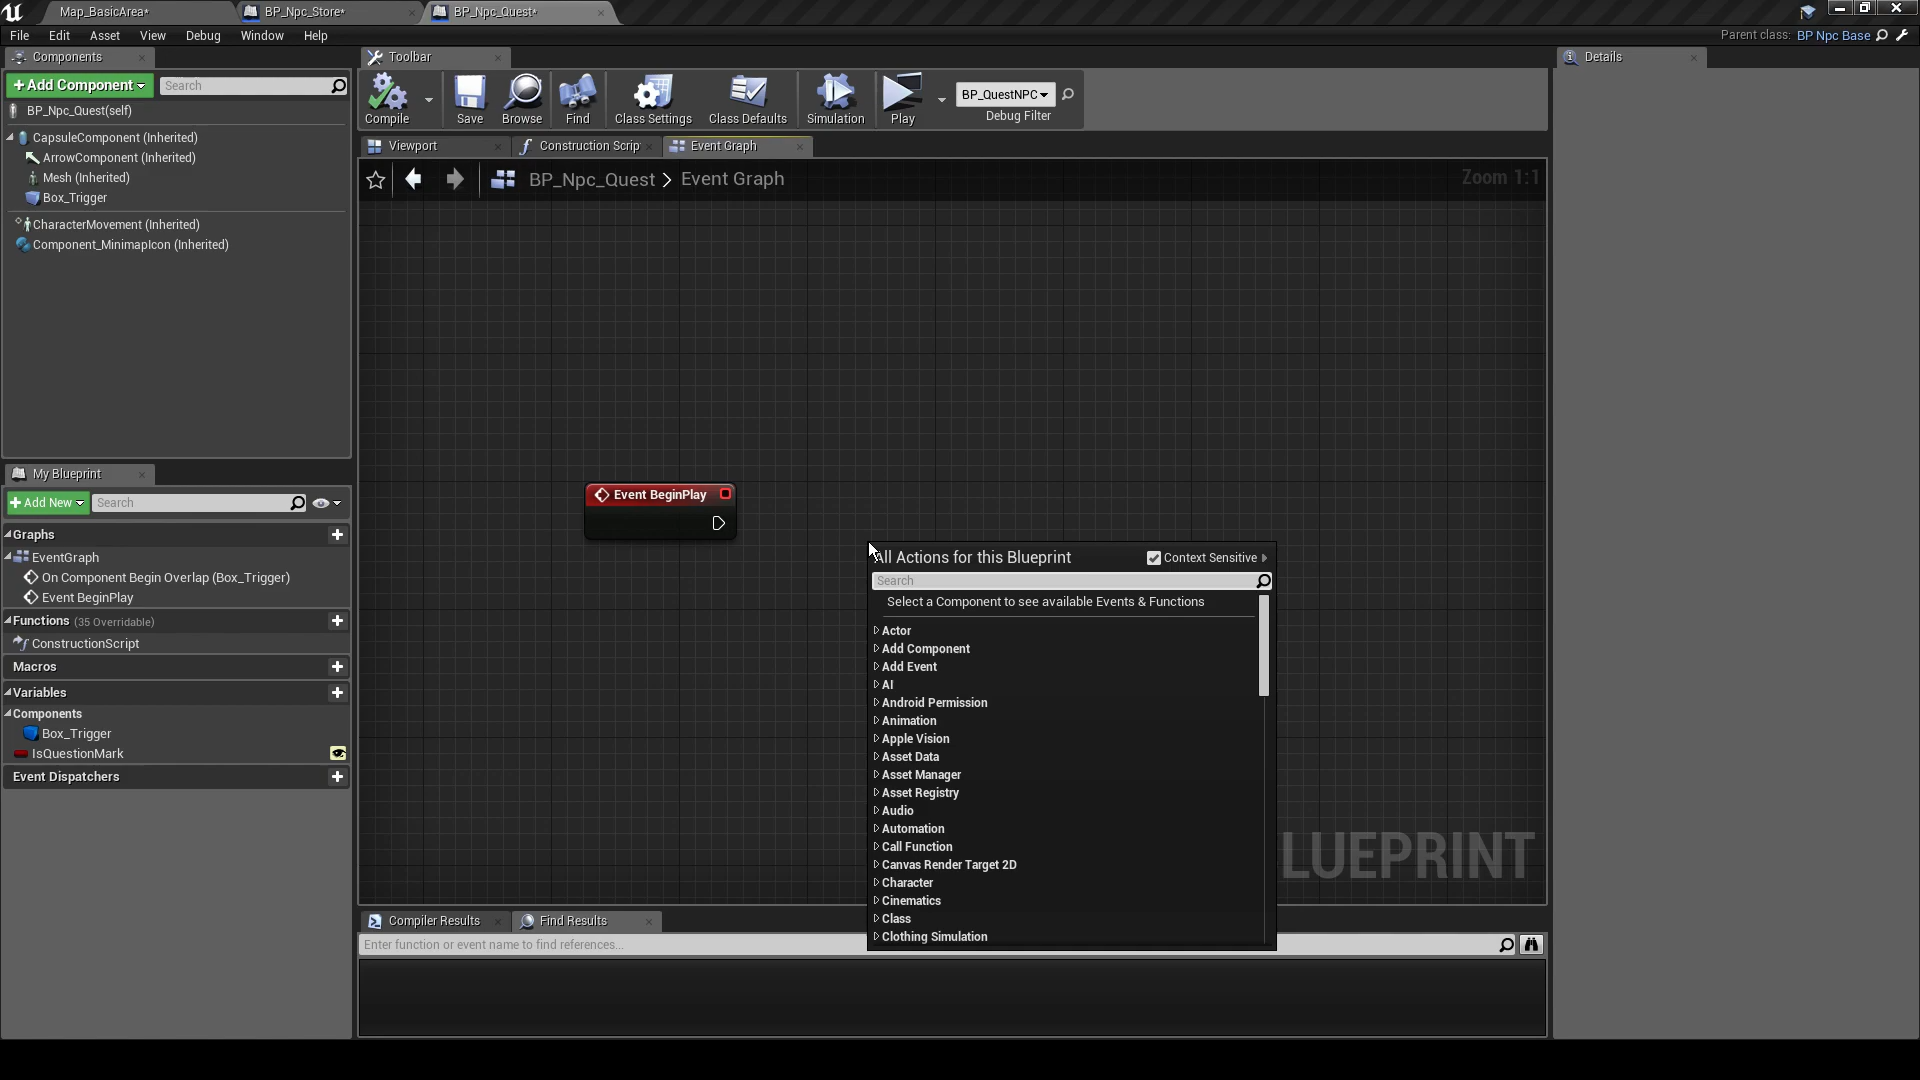 Map_BasicArea*
BP_Npc_Store*
BP_Npc_Quest*
File Edit Asset View Debug Window Help
Parent class: BP Npc Base
Components
Toolbar
Details
Add Component
Search
BP_Npc_Quest(self)
CapsuleComponent (Inherited)
ArrowComponent (Inherited)
Mesh (Inherited)
Box_Trigger
CharacterMovement (Inherited)
Component_MinimapIcon (Inherited)
Compile
Save
Browse
Find
Class Settings
Class Defaults
Simulation
Play
BP_QuestNPC
Debug Filter
Viewport
Construction Scrip
Event Graph
BP_Npc_Quest > Event Graph
Zoom 1:1
Event BeginPlay
All Actions for this Blueprint
Context Sensitive
Search
Select a Component to see available Events & Functions
Actor
Add Component
Add Event
AI
Android Permission
Animation
Apple Vision
Asset Data
Asset Manager
Asset Registry
Audio
Automation
Call Function
Canvas Render Target 2D
Character
Cinematics
Class
Clothing Simulation
LUEPRINT
My Blueprint
Add New
Search
Graphs
EventGraph
On Component Begin Overlap (Box_Trigger)
Event BeginPlay
Functions (35 Overridable)
ConstructionScript
Macros
Variables
Components
Box_Trigger
IsQuestionMark
Event Dispatchers
Compiler Results
Find Results
Enter function or event name to find references...